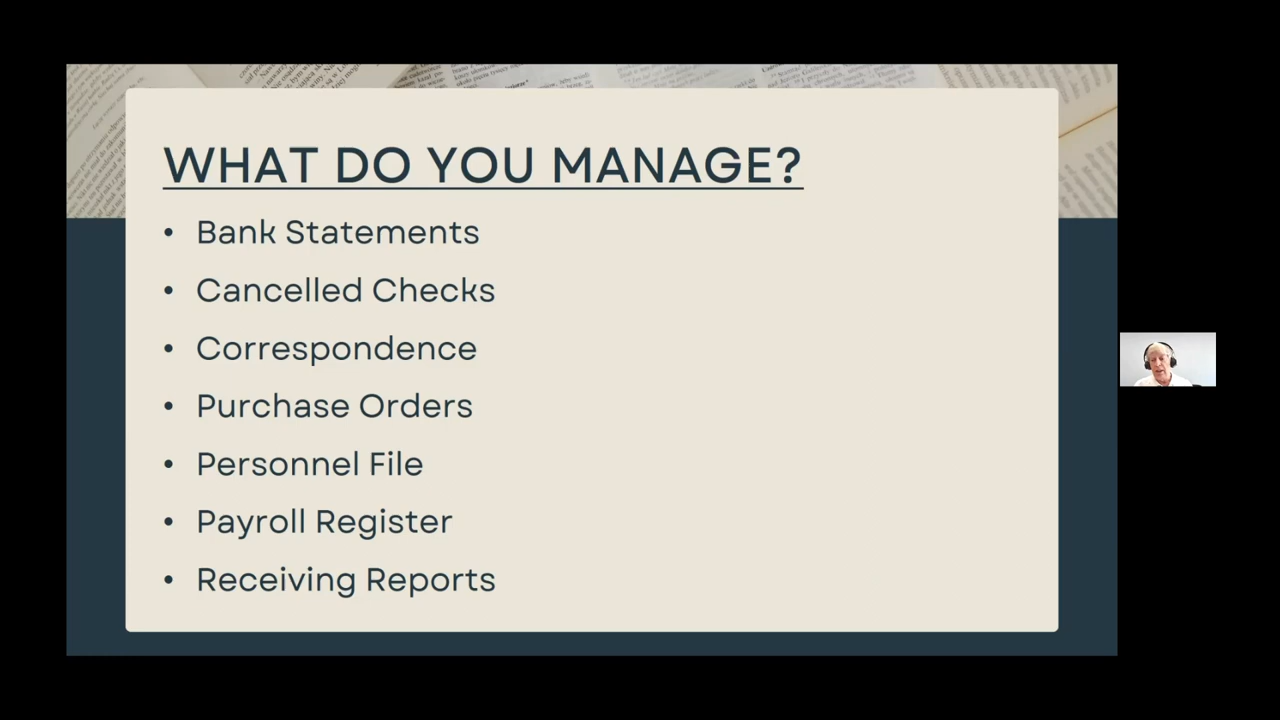 WHAT DO YOU MANAGE?
• Bank Statements
• Cancelled Checks
• Correspondence
• Purchase Orders
• Personnel File
• Payroll Register
• Receiving Reports